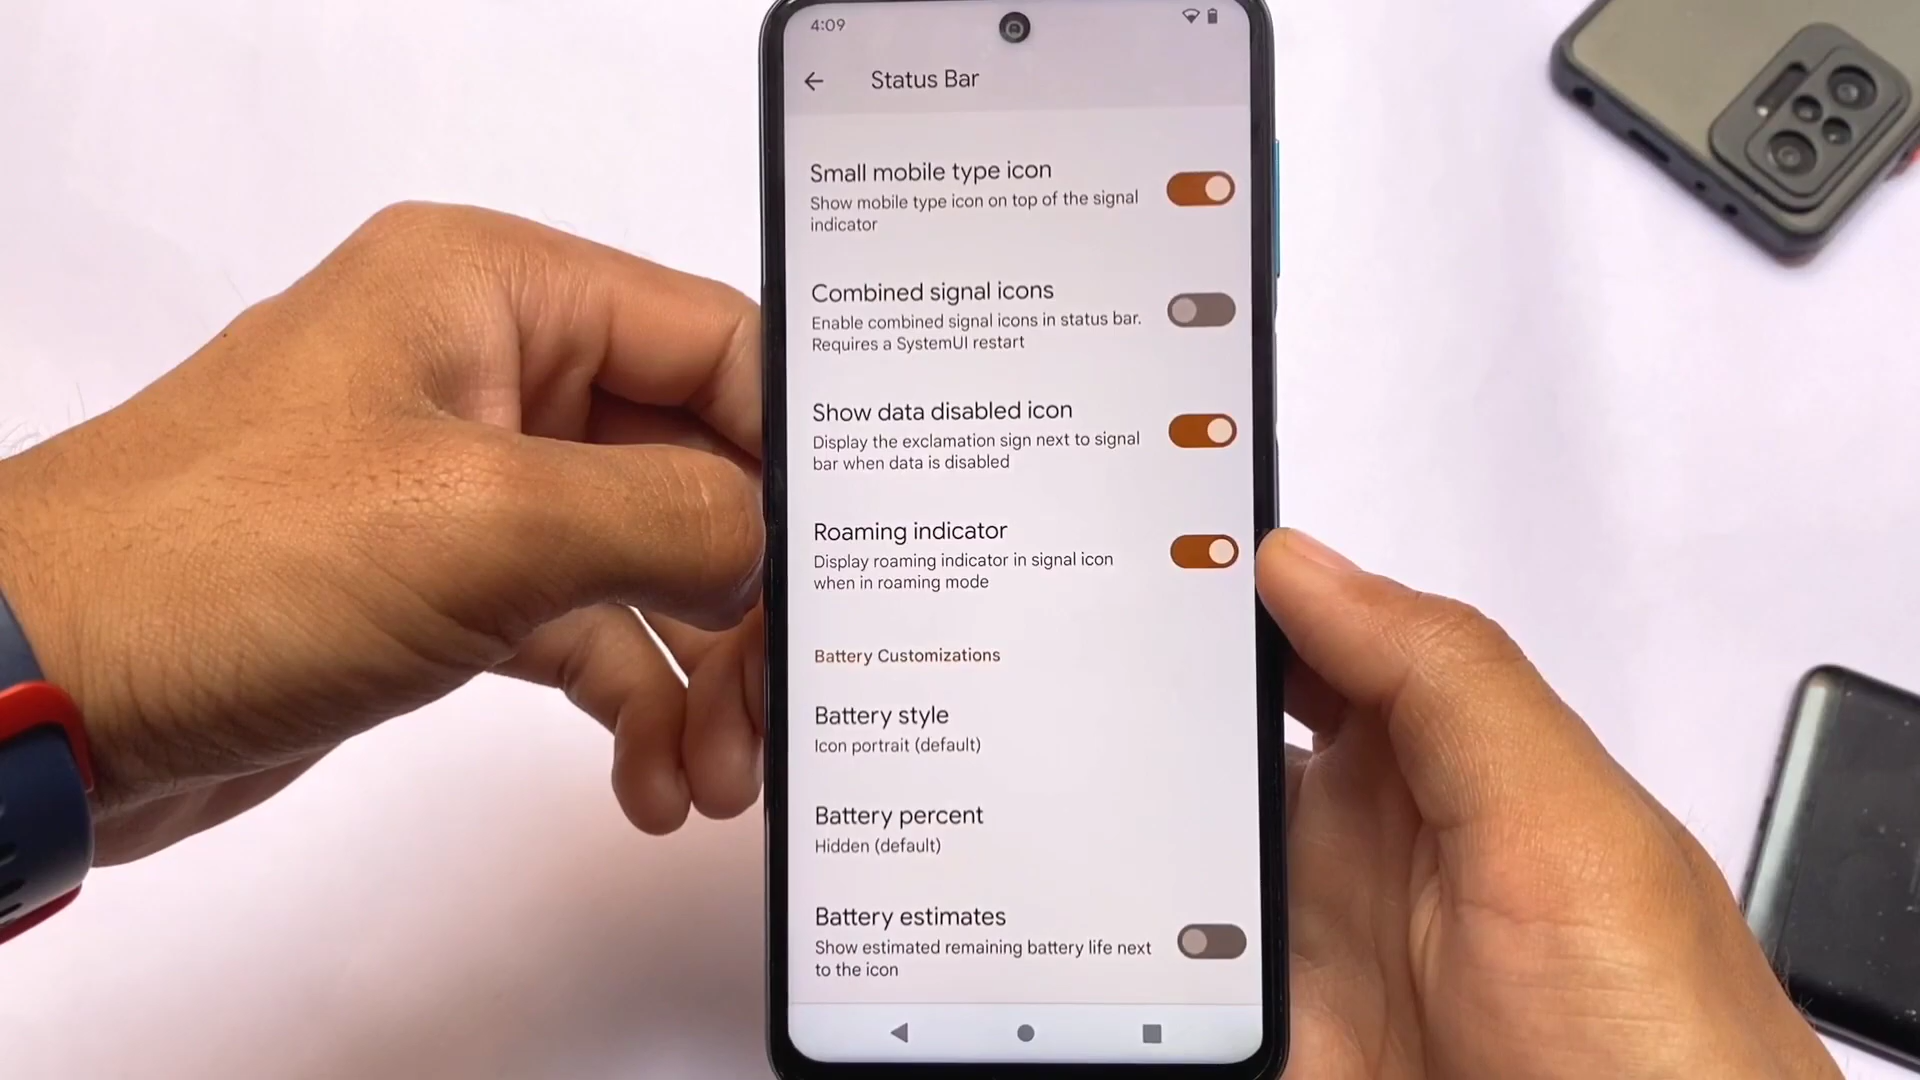 4:09
Status Bar
Small mobile type icon
Show mobile type icon on top of the signal
indicator
Combined signal icons
Enable combined signal icons in status bar.
Requires a SystemUI restart
Show data disabled icon
Display the exclamation sign next to signal
bar when data is disabled
Roaming indicator
Display roaming indicator in signal icon
when in roaming mode
Battery Customizations
Battery style
Icon portrait (default)
Battery percent
Hidden (default)
Battery estimates
Show estimated remaining battery life next
to the icon